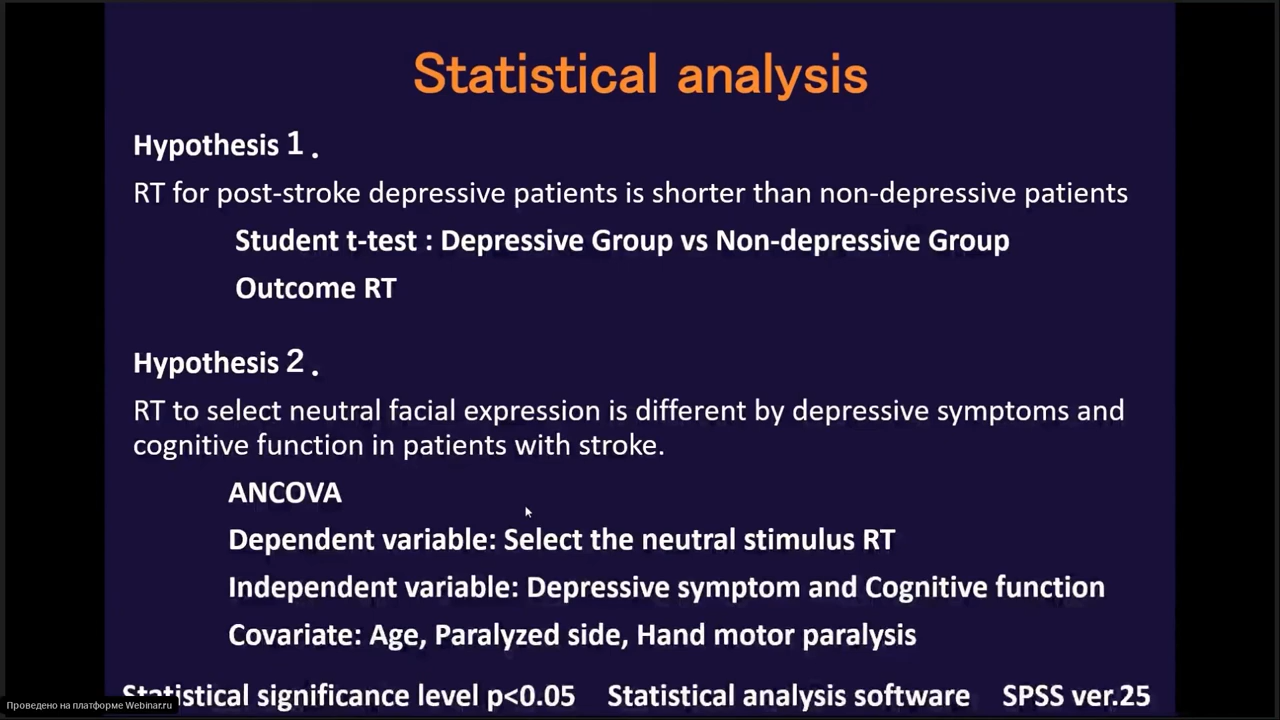 Statistical analysis
Hypothesis 1.
RT for post-stroke depressive patients is shorter than non-depressive patients
Student t-test : Depressive Group vs Non-depressive Group
Outcome RT
Hypothesis 2.
RT to select neutral facial expression is different by depressive symptoms and
cognitive function in patients with stroke.
ANCOVA
Dependent variable: Select the neutral stimulus RT
Independent variable: Depressive symptom and Cognitive function
Covariate: Age, Paralyzed side, Hand motor paralysis
Statistical significance level p<0.05 Statistical analysis software SPSS ver.25
Проведено на платформе Webinar.ru